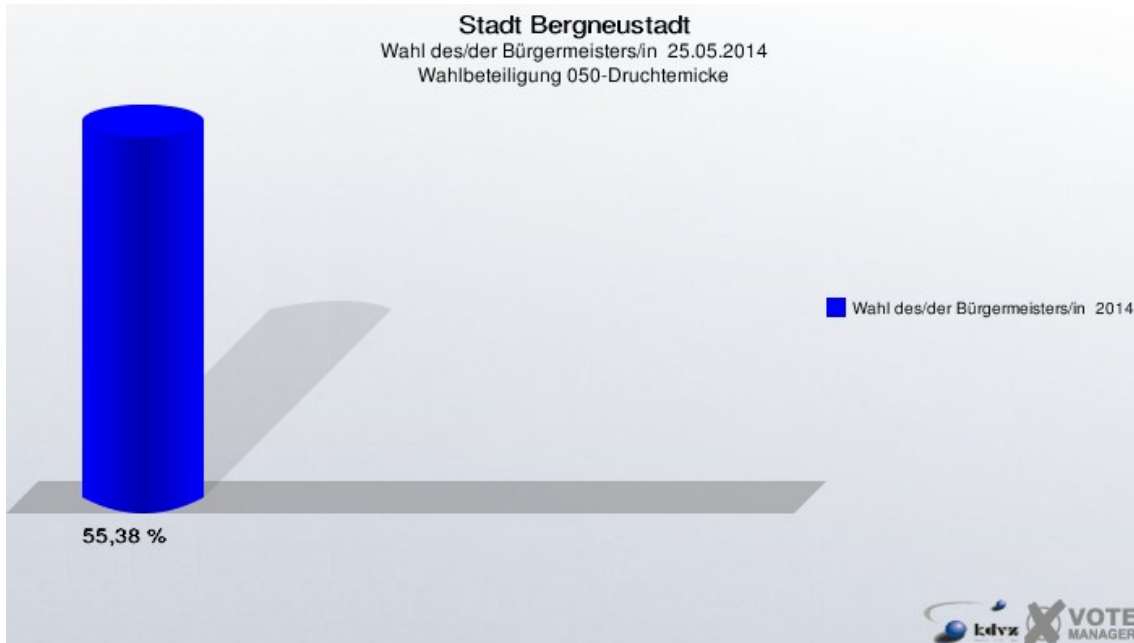 Stadt Bergneustadt
Wahl des/der Bürgermeisters/in 25.05.2014
Wahlbeteiligung 050-Druchtemicke
Wahl des/der Bürgermeisters/in 2014
55,38 %
kdvz
VOTE
MANAGER